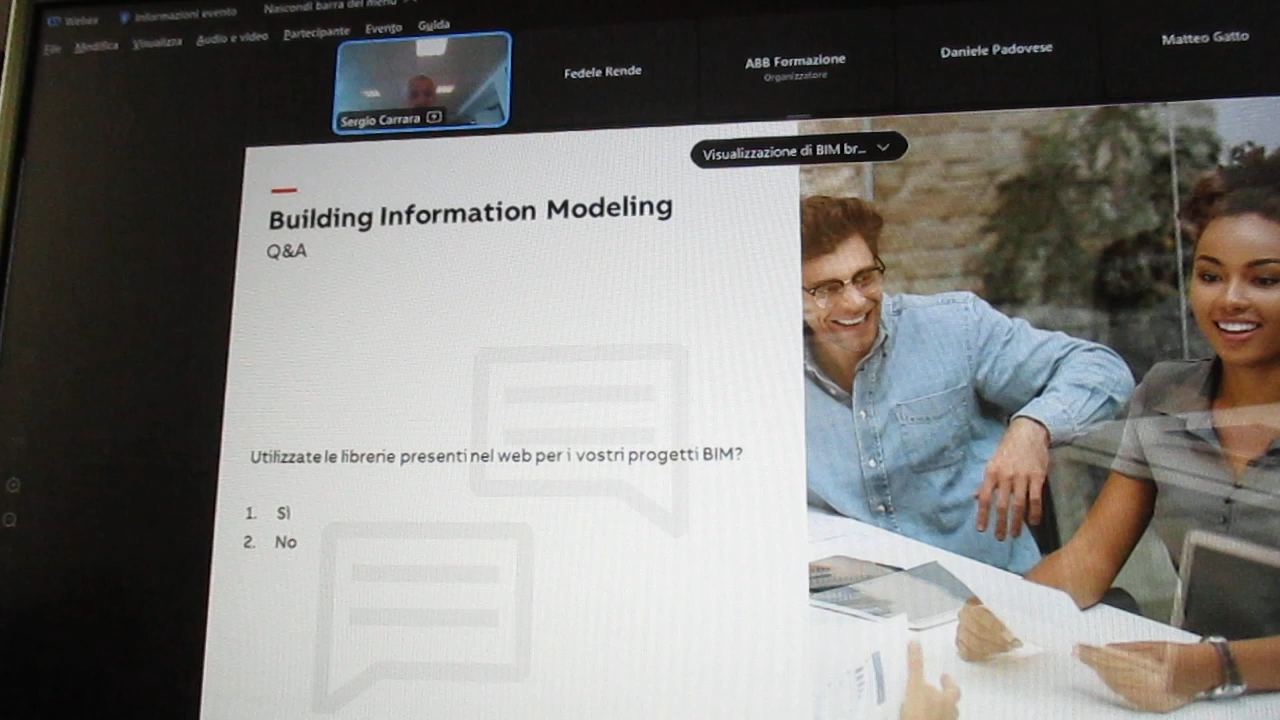 Webex Informazioni evento Nascondi barra dei menu
File Modifica Visualizza Audio e video Partecipante Evento Guida
Sergio Carrara
Fedele Rende
ABB Formazione
Organizzatore
Daniele Padovese
Matteo Gatto
Visualizzazione di BIM br...
Building Information Modeling
Q&A
Utilizzate le librerie presenti nel web per i vostri progetti BIM?
1. Sì
2. No